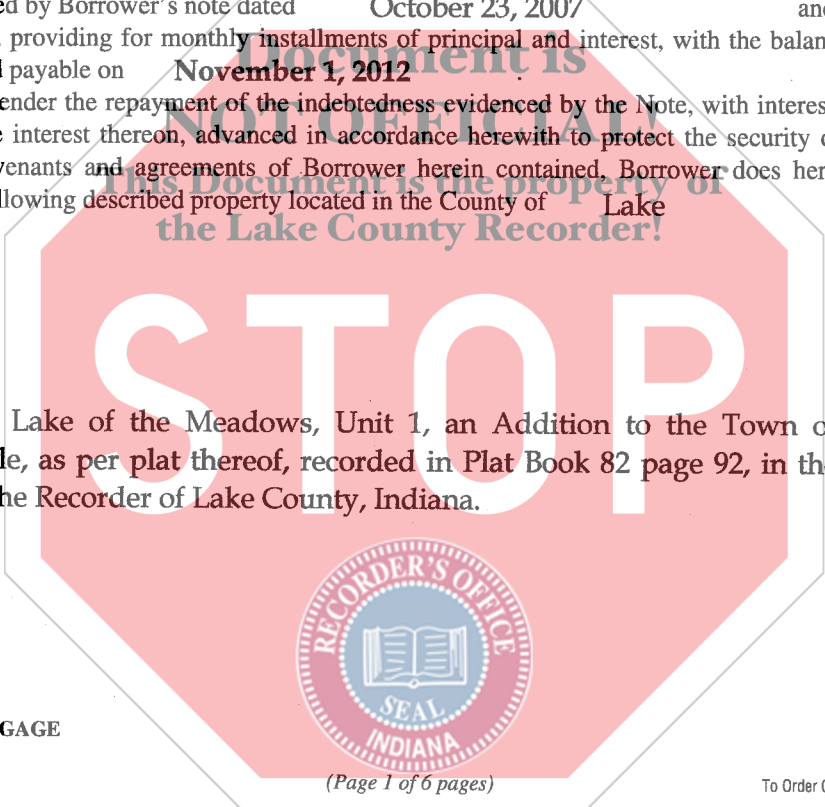 ed by Borrower's note dated October 23, 2007 and
, providing for monthly installments of principal and interest, with the balan
Document is
d payable on November 1, 2012
ender the repayment of the indebtedness evidenced by the Note, with interes
NOT OFFICIAL!
e interest thereon, advanced in accordance herewith to protect the security o
venants and agreements of Borrower herein contained, Borrower does her
This Document is the property of
llowing described property located in the County of Lake
the Lake County Recorder!
STOP
Lake of the Meadows, Unit 1, an Addition to the Town o
le, as per plat thereof, recorded in Plat Book 82 page 92, in th
he Recorder of Lake County, Indiana.
RECORDER'S OFFICE
SEAL
INDIANA
GAGE
(Page 1 of 6 pages)
To Order C